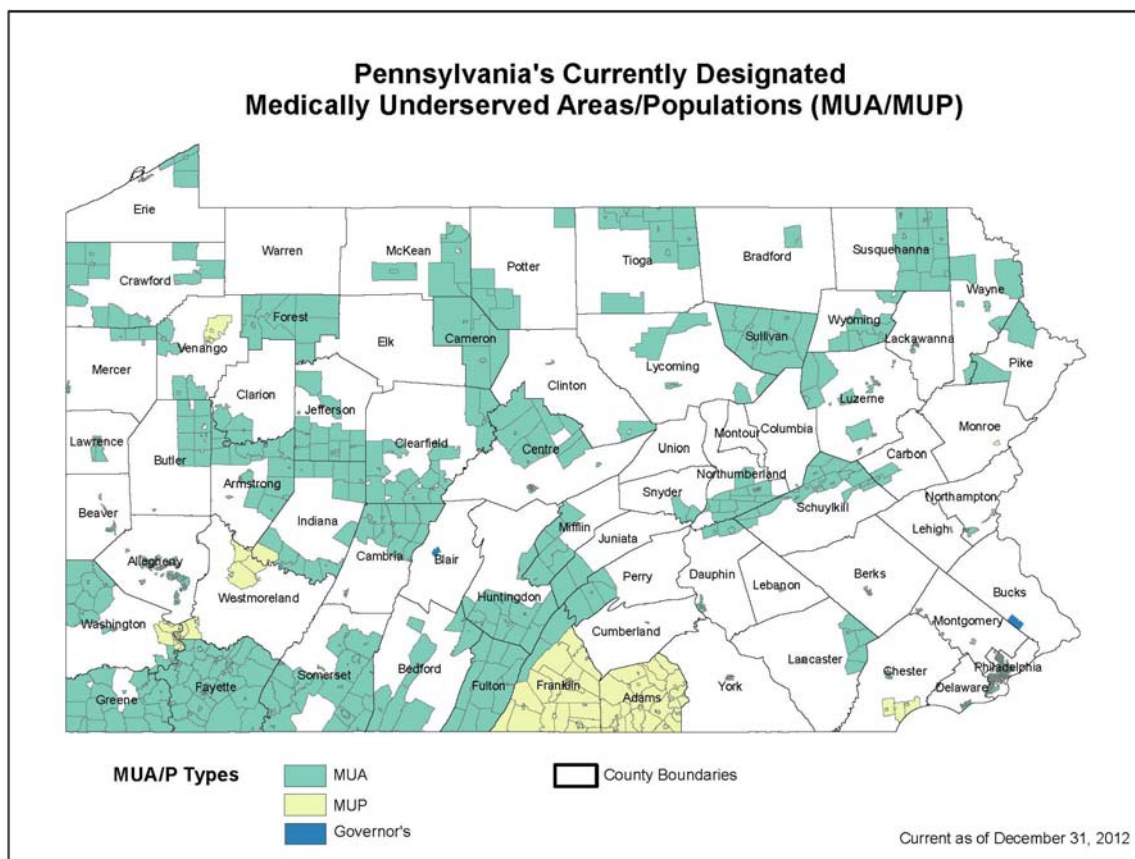 Pennsylvania's Currently Designated
Medically Underserved Areas/Populations (MUA/MUP)
Erie
Warren
McKean
Potter
Tioga
Bradford
Susquehanna
Wayne
Crawford
Forest
Venango
Elk
Cameron
Sullivan
Wyoming
Lackawanna
Mercer
Clarion
Jefferson
Clinton
Lycoming
Pike
Luzerne
Lawrence
Butler
Clearfield
Centre
Union
Montour
Columbia
Monroe
Carbon
Armstrong
Northumberland
Snyder
Schuylkill
Northampton
Beaver
Indiana
Mifflin
Juniata
Lehigh
Allegheny
Cambria
Blair
Perry
Dauphin
Lebanon
Berks
Bucks
Westmoreland
Huntingdon
Washington
Cumberland
Montgomery
Lancaster
Chester
Philadelphia
Delaware
Greene
Fayette
Somerset
Bedford
Fulton
Franklin
Adams
York
MUA/P Types
MUA
MUP
Governor's
County Boundaries
Current as of December 31, 2012